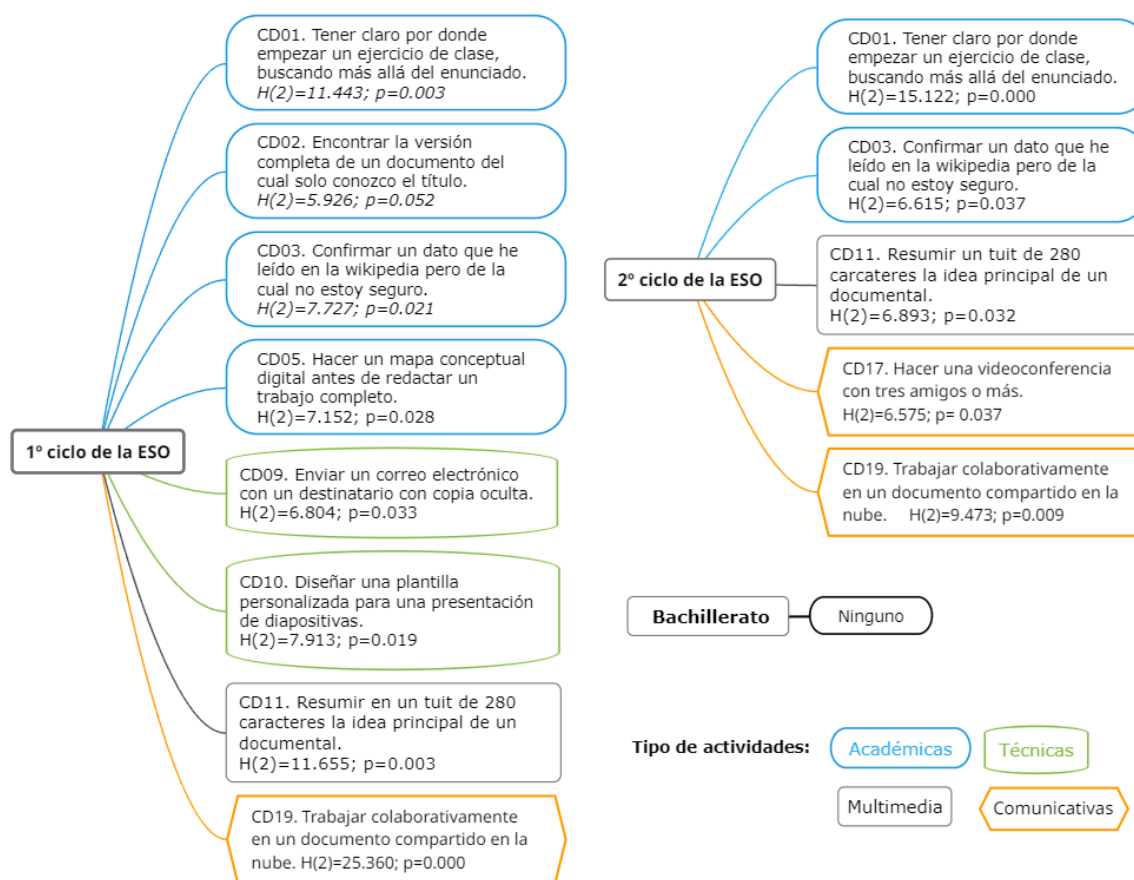 CD01. Tener claro por donde
empezar un ejercicio de clase,
buscando más allá del enunciado.
H(2)=11.443; p=0.003
CD02. Encontrar la versión
completa de un documento del
cual solo conozco el título.
H(2)=5.926; p=0.052
CD03. Confirmar un dato que he
leído en la wikipedia pero de la
cual no estoy seguro.
H(2)=7.727; p=0.021
CD05. Hacer un mapa conceptual
digital antes de redactar un
trabajo completo.
H(2)=7.152; p=0.028
1º ciclo de la ESO
CD09. Enviar un correo electrónico
con un destinatario con copia oculta.
H(2)=6.804; p=0.033
CD10. Diseñar una plantilla
personalizada para una presentación
de diapositivas.
H(2)=7.913; p=0.019
CD11. Resumir en un tuit de 280
caracteres la idea principal de un
documental.
H(2)=11.655; p=0.003
CD19. Trabajar colaborativamente
en un documento compartido en la
nube. H(2)=25.360; p=0.000
CD01. Tener claro por donde
empezar un ejercicio de clase,
buscando más allá del enunciado.
H(2)=15.122; p=0.000
CD03. Confirmar un dato que he
leído en la wikipedia pero de la
cual no estoy seguro.
H(2)=6.615; p=0.037
2º ciclo de la ESO
CD11. Resumir un tuit de 280
carcateres la idea principal de un
documental.
H(2)=6.893; p=0.032
CD17. Hacer una videoconferencia
con tres amigos o más.
H(2)=6.575; p= 0.037
CD19. Trabajar colaborativamente
en un documento compartido en la
nube. H(2)=9.473; p=0.009
Bachillerato
Ninguno
Tipo de actividades:
Académicas
Técnicas
Multimedia
Comunicativas